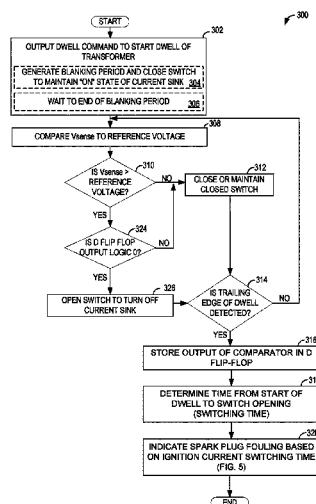 START
300
302
OUTPUT DWELL COMMAND TO START DWELL OF
TRANSFORMER
GENERATE BLANKING PERIOD AND CLOSE SWITCH
TO MAINTAIN "ON" STATE OF CURRENT SINK 304
WAIT TO END OF BLANKING PERIOD 306
308
COMPARE Vsense TO REFERENCE VOLTAGE
310
IS Vsense >
REFERENCE
VOLTAGE?
NO
312
CLOSE OR MAINTAIN
CLOSED SWITCH
YES
324
IS D FLIP FLOP
OUTPUT LOGIC 0?
NO
YES
326
OPEN SWITCH TO TURN OFF
CURRENT SINK
314
IS TRAILING
EDGE OF DWELL
DETECTED?
NO
YES
316
STORE OUTPUT OF COMPARATOR IN D
FLIP-FLOP
DETERMINE TIME FROM START OF
DWELL TO SWITCH OPENING
(SWITCHING TIME)
INDICATE SPARK PLUG FOULING BASED
ON IGNITION CURRENT SWITCHING TIME
(FIG. 5)
END